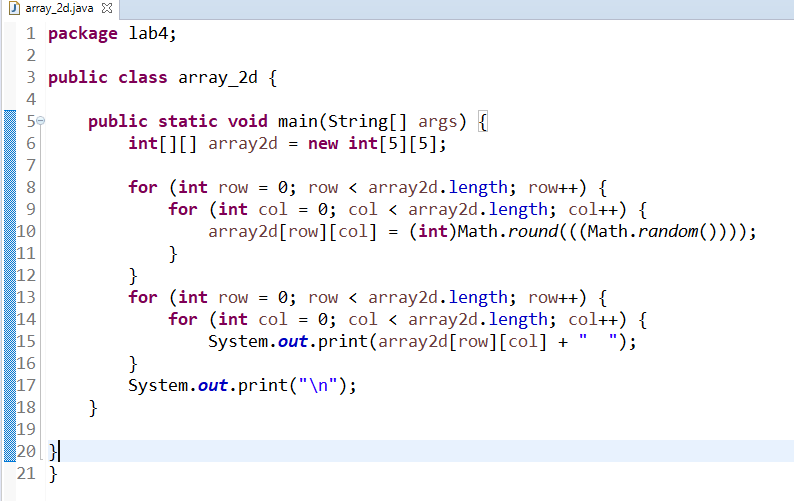 array_2d.java
1 package lab4;
2
3 public class array_2d {
4
5     public static void main(String[] args) {
6         int[][] array2d = new int[5][5];
7
8         for (int row = 0; row < array2d.length; row++) {
9             for (int col = 0; col < array2d.length; col++) {
10                array2d[row][col] = (int)Math.round(((Math.random())));
11            }
12        }
13        for (int row = 0; row < array2d.length; row++) {
14            for (int col = 0; col < array2d.length; col++) {
15                System.out.print(array2d[row][col] + "  ");
16        }
17        System.out.print("\n");
18    }
19
20 }
21 }